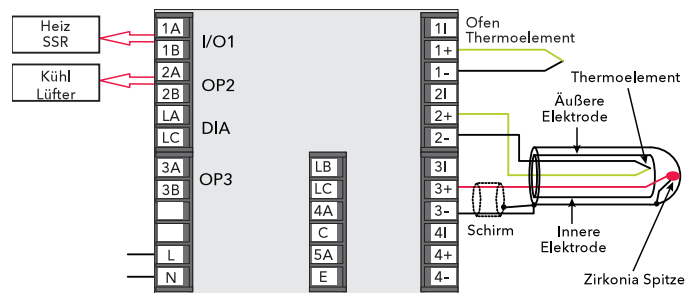 Heiz
SSR
Kühl
Lüfter
1A
1B
I/O1
2A
2B
OP2
LA
LC
DIA
3A
3B
OP3
L
N
LB
LC
4A
C
5A
E
1I
1+
1-
2I
2+
2-
3I
3+
3-
4I
4+
4-
Ofen
Thermoelement
Thermoelement
Äußere
Elektrode
Schirm
Innere
Elektrode
Zirkonia Spitze